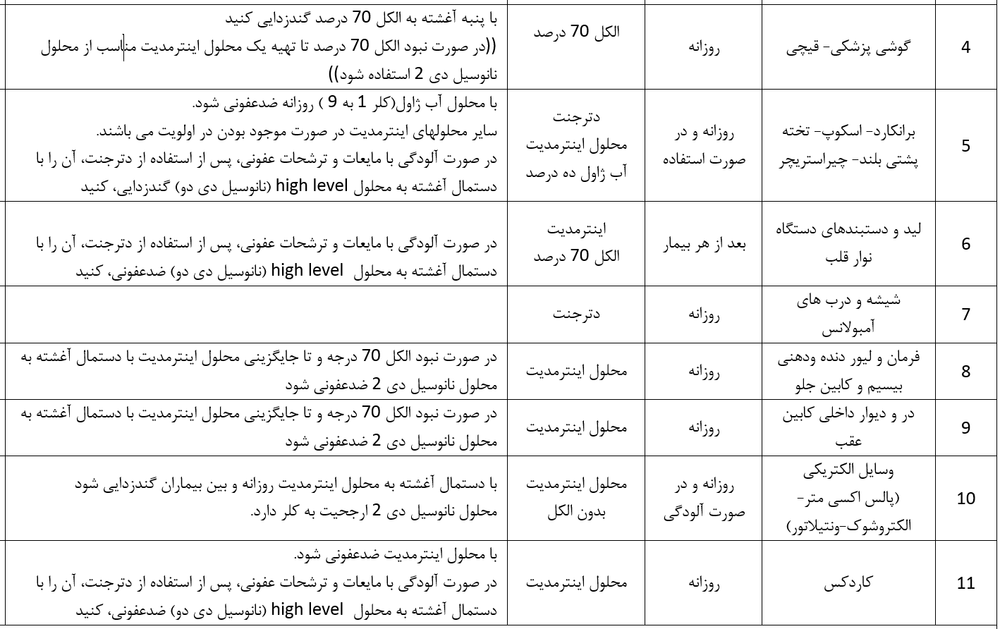 4
گوشی پزشکی- قیچی
روزانه
الکل 70 درصد
با پنبه آغشته به الکل 70 درصد گندزدایی کنید
((در صورت نبود الکل 70 درصد تا تهیه یک محلول اینترمدیت مناسب از محلول
نانوسیل دی 2 استفاده شود))
5
برانکارد- اسکوپ- تخته
پشتی بلند- چیراستریچر
روزانه و در
صورت استفاده
دترجنت
محلول اینترمدیت
آب ژاول ده درصد
با محلول آب ژاول(کلر 1 به 9 ) روزانه ضدعفونی شود.
سایر محلولهای اینترمدیت در صورت موجود بودن در اولویت می باشند.
در صورت آلودگی با مایعات و ترشحات عفونی، پس از استفاده از دترجنت، آن را با
دستمال آغشته به محلول high level (نانوسیل دی دو) گندزدایی، کنید
6
لید و دستبندهای دستگاه
نوار قلب
بعد از هر بیمار
اینترمدیت
الکل 70 درصد
در صورت آلودگی با مایعات و ترشحات عفونی، پس از استفاده از دترجنت، آن را با
دستمال آغشته به محلول high level (نانوسیل دی دو) ضدعفونی، کنید
7
شیشه و درب های
آمبولانس
روزانه
دترجنت
8
فرمان و لیور دنده ودهنی
بیسیم و کابین جلو
روزانه
محلول اینترمدیت
در صورت نبود الکل 70 درجه و تا جایگزینی محلول اینترمدیت با دستمال آغشته به
محلول نانوسیل دی 2 ضدعفونی شود
9
در و دیوار داخلی کابین
عقب
روزانه
محلول اینترمدیت
در صورت نبود الکل 70 درجه و تا جایگزینی محلول اینترمدیت با دستمال آغشته به
محلول نانوسیل دی 2 ضدعفونی شود
10
وسایل الکتریکی
(پالس اکسی متر-
الکتروشوک-ونتیلاتور)
روزانه و در
صورت آلودگی
محلول اینترمدیت
بدون الکل
با دستمال آغشته به محلول اینترمدیت روزانه و بین بیماران گندزدایی شود
محلول نانوسیل دی 2 ارجحیت به کلر دارد.
11
کاردکس
روزانه
محلول اینترمدیت
با محلول اینترمدیت ضدعفونی شود.
در صورت آلودگی با مایعات و ترشحات عفونی، پس از استفاده از دترجنت، آن را با
دستمال آغشته به محلول high level (نانوسیل دی دو) ضدعفونی، کنید